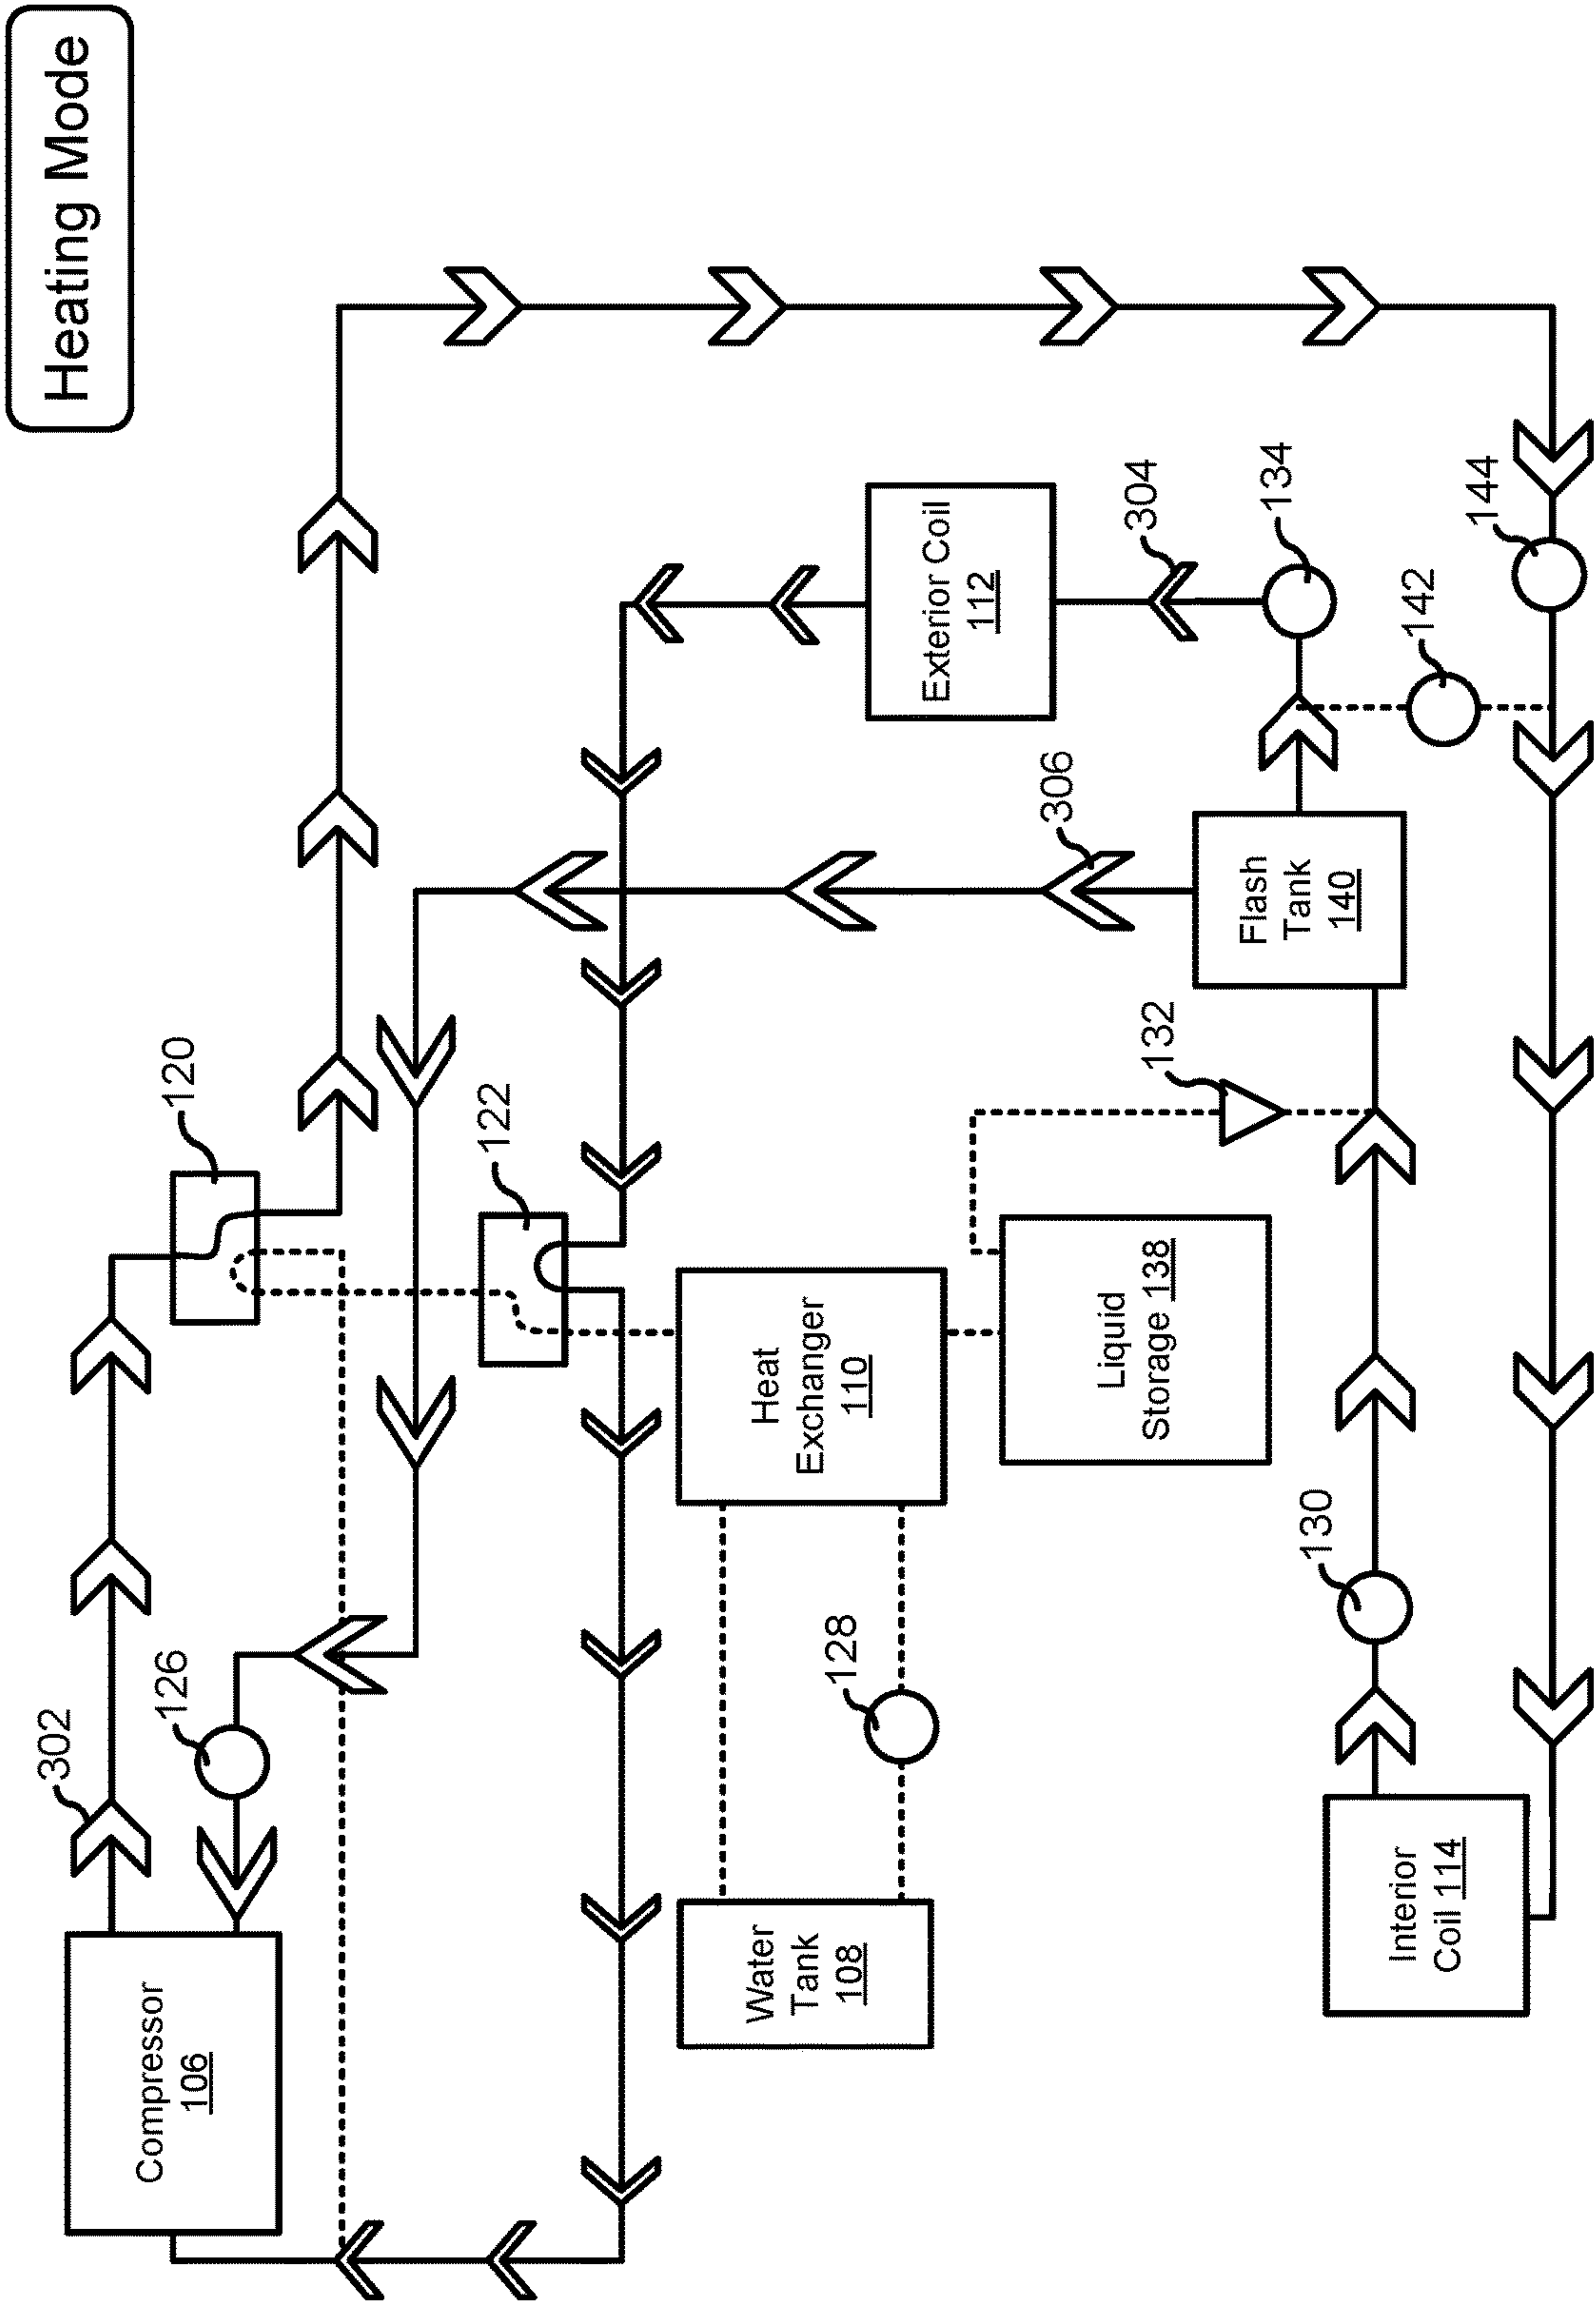 Heating Mode
302
Compressor
106
126
120
122
Water
Tank
108
128
Heat
Exchanger
110
Liquid
Storage 138
132
306
Exterior Coil
112
304
134
Flash
Tank
140
142
144
Interior
Coil 114
130